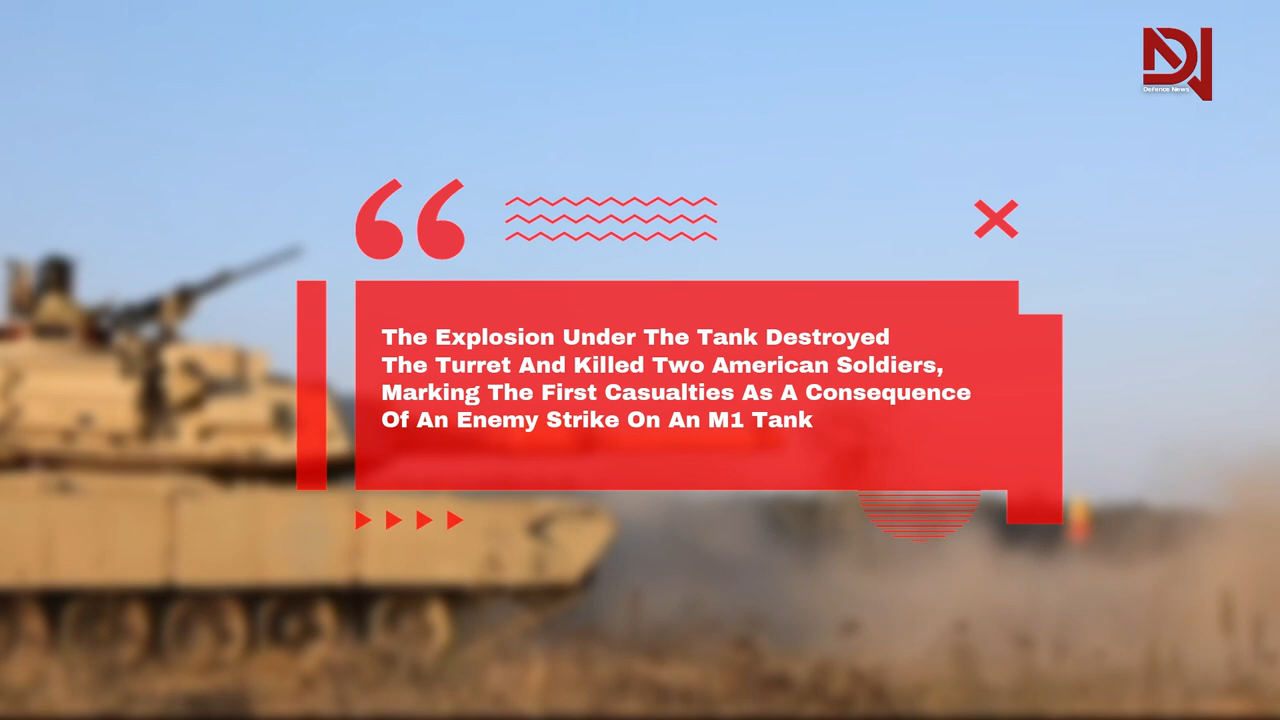 Defence News
The Explosion Under The Tank Destroyed
The Turret And Killed Two American Soldiers,
Marking The First Casualties As A Consequence
Of An Enemy Strike On An M1 Tank